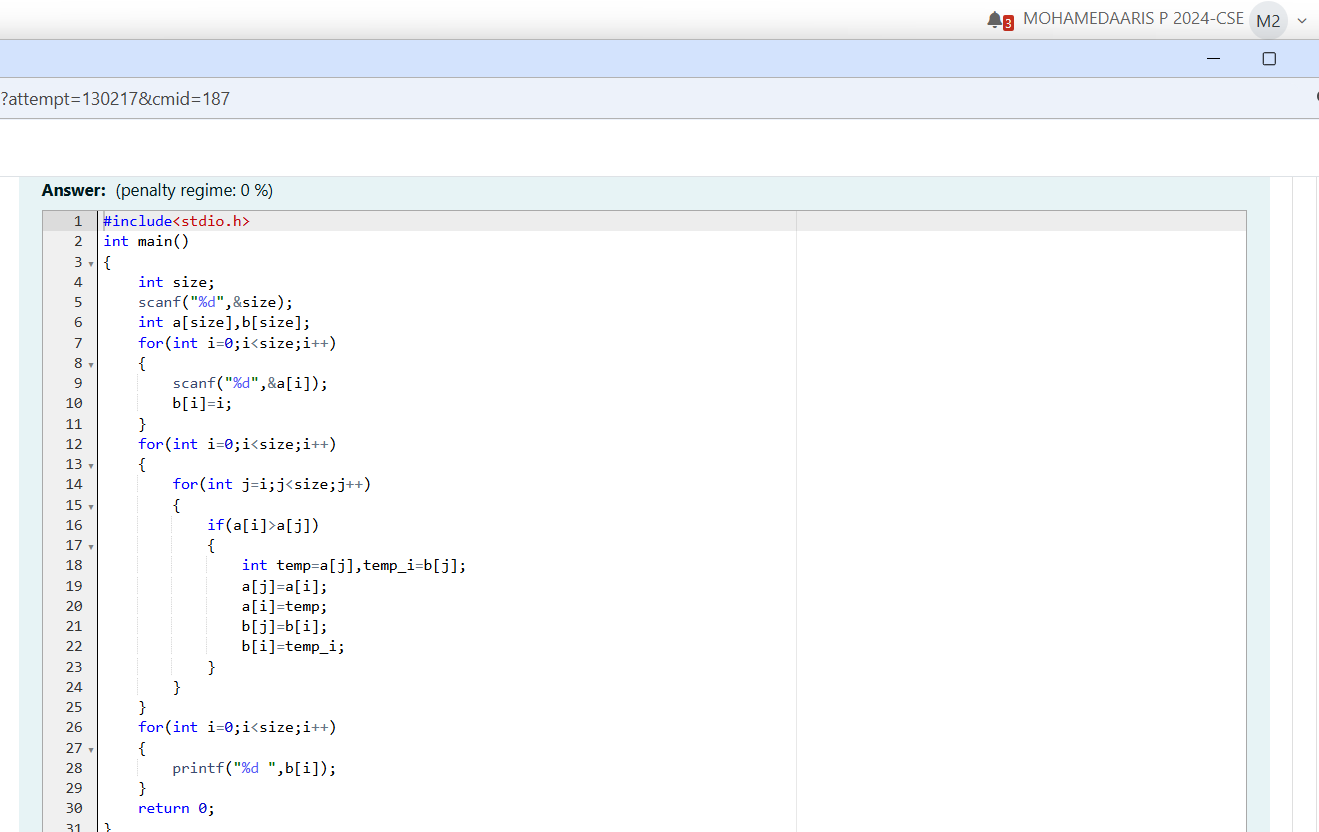 3 MOHAMEDAARIS P 2024-CSE M2
?attempt=130217&cmid=187
Answer: (penalty regime: 0 %)
1 #include<stdio.h>
2 int main()
3 {
4     int size;
5     scanf("%d",&size);
6     int a[size],b[size];
7     for(int i=0;i<size;i++)
8     {
9         scanf("%d",&a[i]);
10         b[i]=i;
11     }
12     for(int i=0;i<size;i++)
13     {
14         for(int j=i;j<size;j++)
15         {
16             if(a[i]>a[j])
17             {
18                 int temp=a[j],temp_i=b[j];
19                 a[j]=a[i];
20                 a[i]=temp;
21                 b[j]=b[i];
22                 b[i]=temp_i;
23             }
24         }
25     }
26     for(int i=0;i<size;i++)
27     {
28         printf("%d ",b[i]);
29     }
30     return 0;
31 }